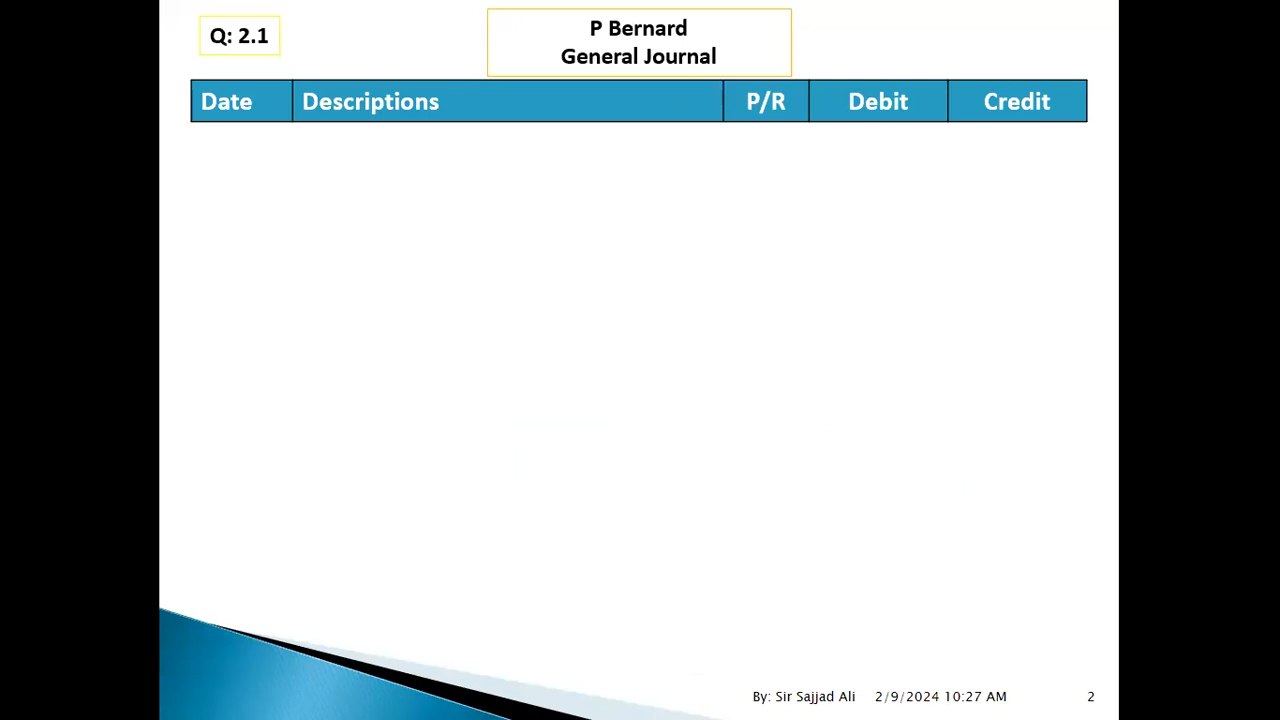 Q: 2.1
P Bernard
General Journal
Date Descriptions P/R Debit Credit
By: Sir Sajjad Ali 2/9/2024 10:27 AM 2